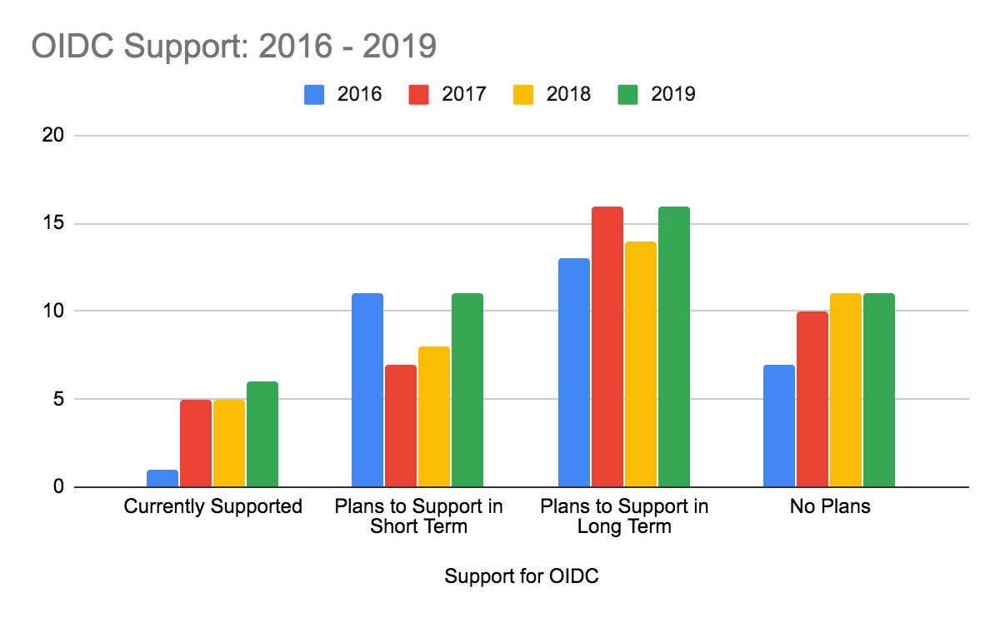 OIDC Support: 2016 - 2019
2016 2017 2018 2019
20
15
10
5
0
Currently Supported
Plans to Support in
Short Term
Plans to Support in
Long Term
No Plans
Support for OIDC